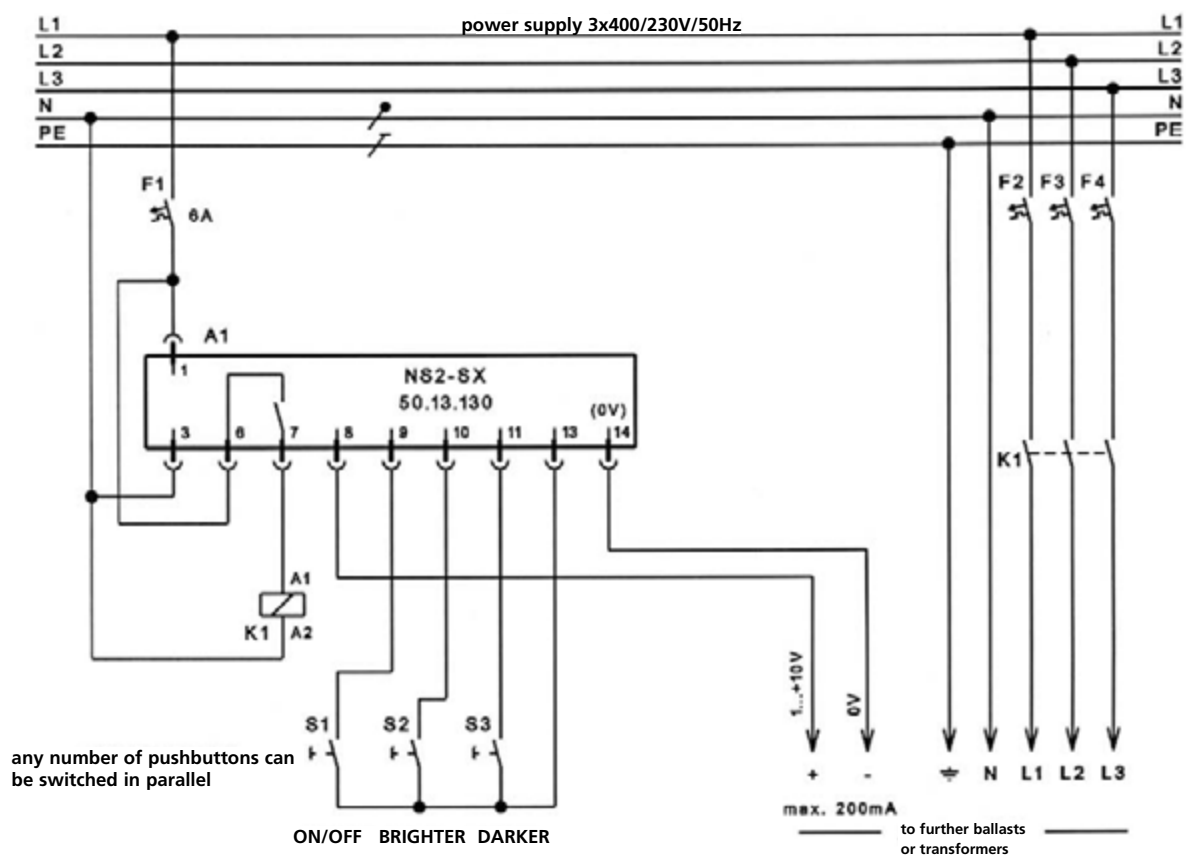 power supply 3x400/230V/50Hz
L1 L1
L2 L2
L3 L3
N N
PE PE
F1 F2 F3 F4
6A
A1
1
NS2-SX
50.13.130
(0V)
3 6 7 8 9 10 11 13 14
K1
A1
K1 A2
1...+10V 0V
S1 S2 S3
any number of pushbuttons can
be switched in parallel
+ - N L1 L2 L3
max. 200mA
ON/OFF BRIGHTER DARKER
to further ballasts
or transformers